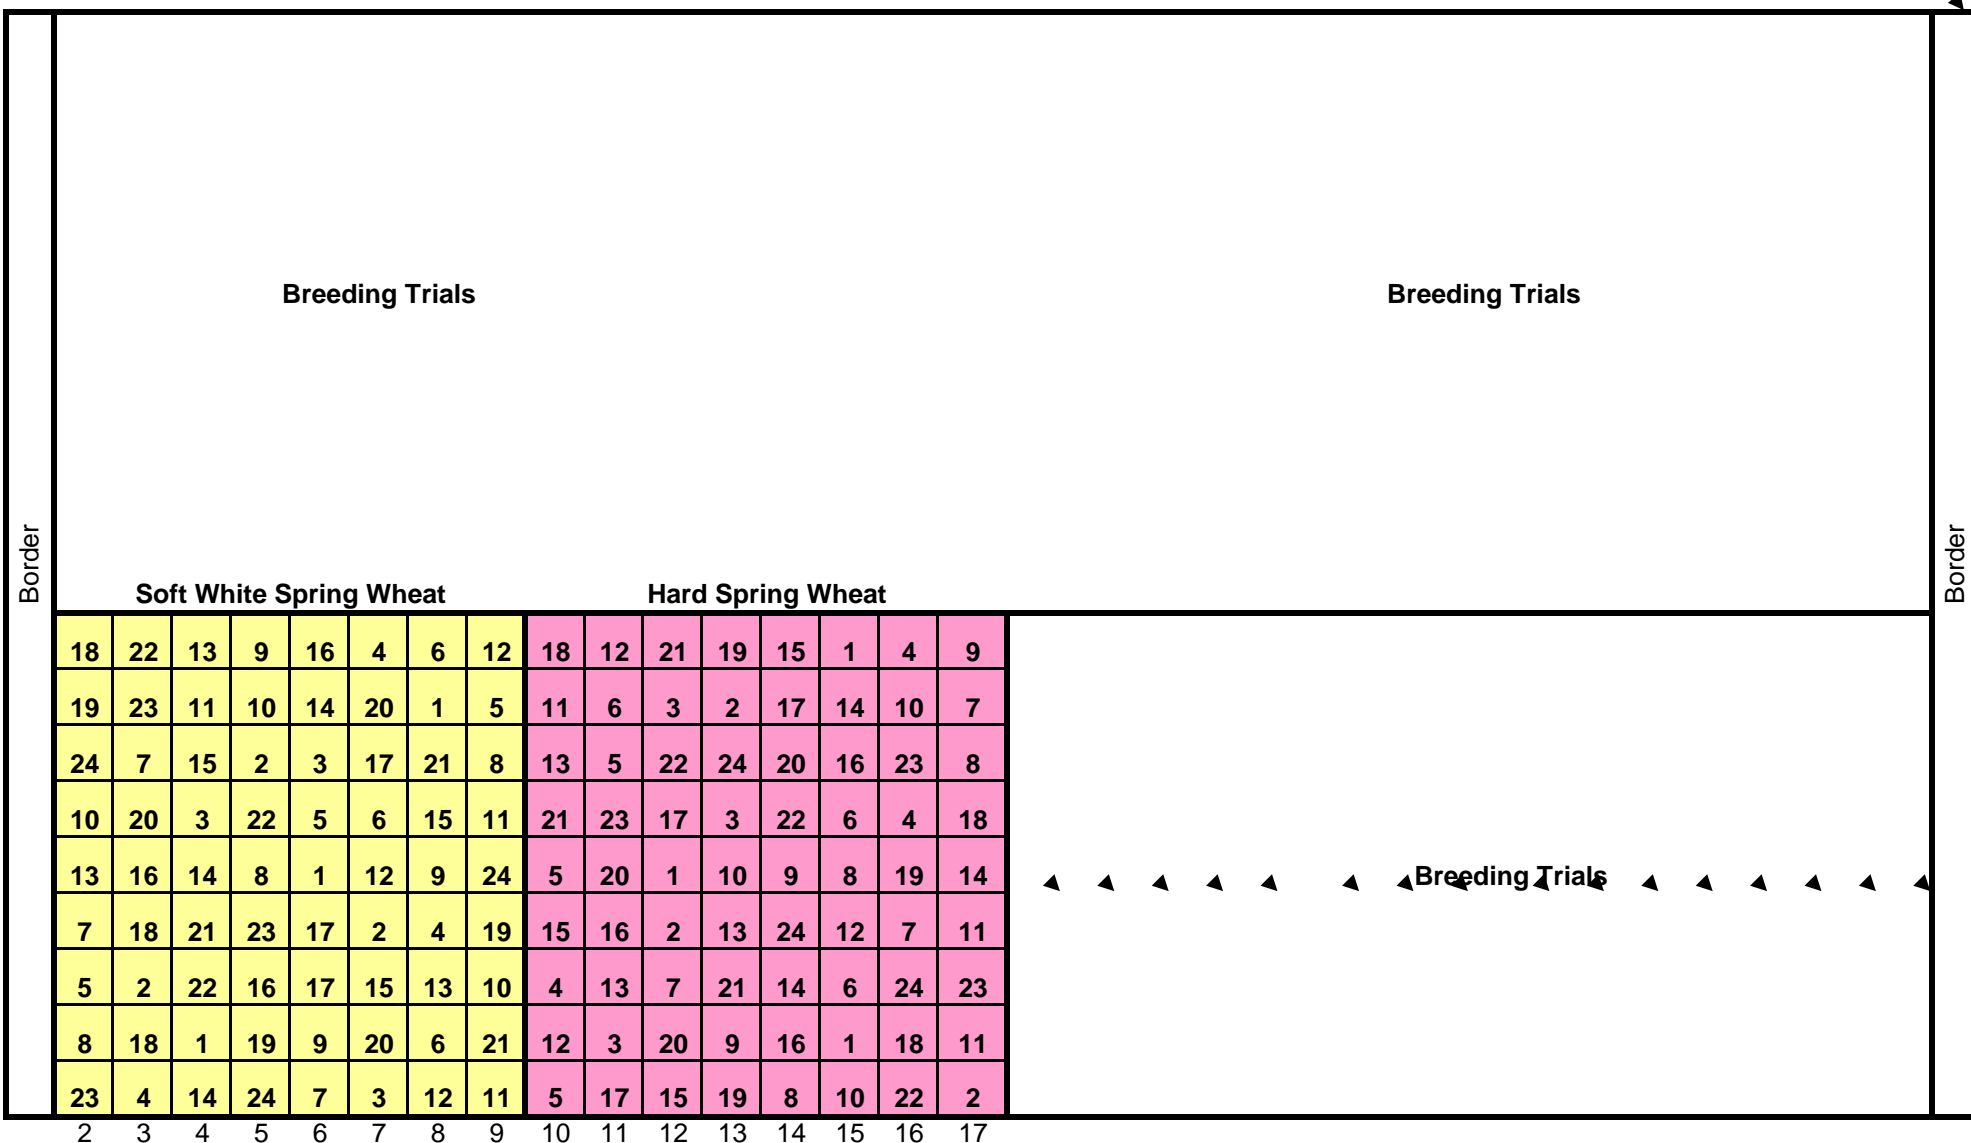 Breeding Trials Breeding Trials
Border
Border
Soft White Spring Wheat Hard Spring Wheat
18 22 13 9 16 4 6 12 18 12 21 19 15 1 4 9
19 23 11 10 14 20 1 5 11 6 3 2 17 14 10 7
24 7 15 2 3 17 21 8 13 5 22 24 20 16 23 8
10 20 3 22 5 6 15 11 21 23 17 3 22 6 4 18
13 16 14 8 1 12 9 24 5 20 1 10 9 8 19 14 Breeding Trials
7 18 21 23 17 2 4 19 15 16 2 13 24 12 7 11
5 2 22 16 17 15 13 10 4 13 7 21 14 6 24 23
8 18 1 19 9 20 6 21 12 3 20 9 16 1 18 11
23 4 14 24 7 3 12 11 5 17 15 19 8 10 22 2
2 3 4 5 6 7 8 9 10 11 12 13 14 15 16 17